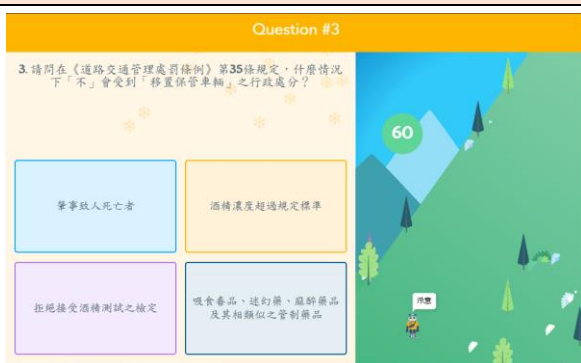 Question #3
3. 請問在《道路交通管理處罰條例》第35條規定，什麼情況
下「不」會受到「移置保管車輛」之行政處分？
60
肇事致人死亡者
酒精濃度超過規定標準
拒絕接受酒精測試之檢定
吸食毒品、迷幻藥、麻醉藥品
及其相類似之管制藥品
示意